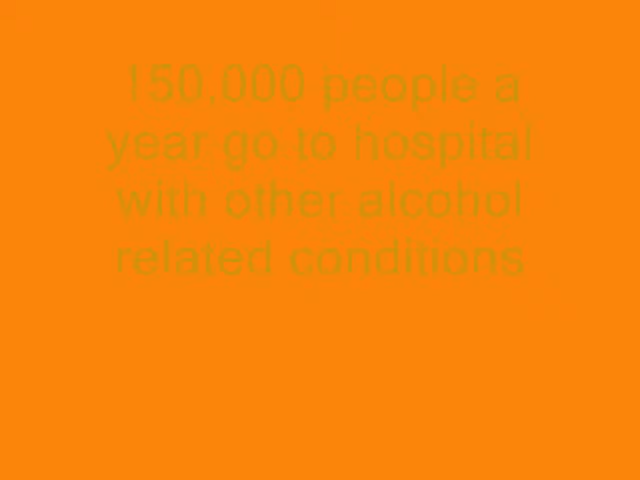 150,000 people a
year go to hospital
with other alcohol
related conditions